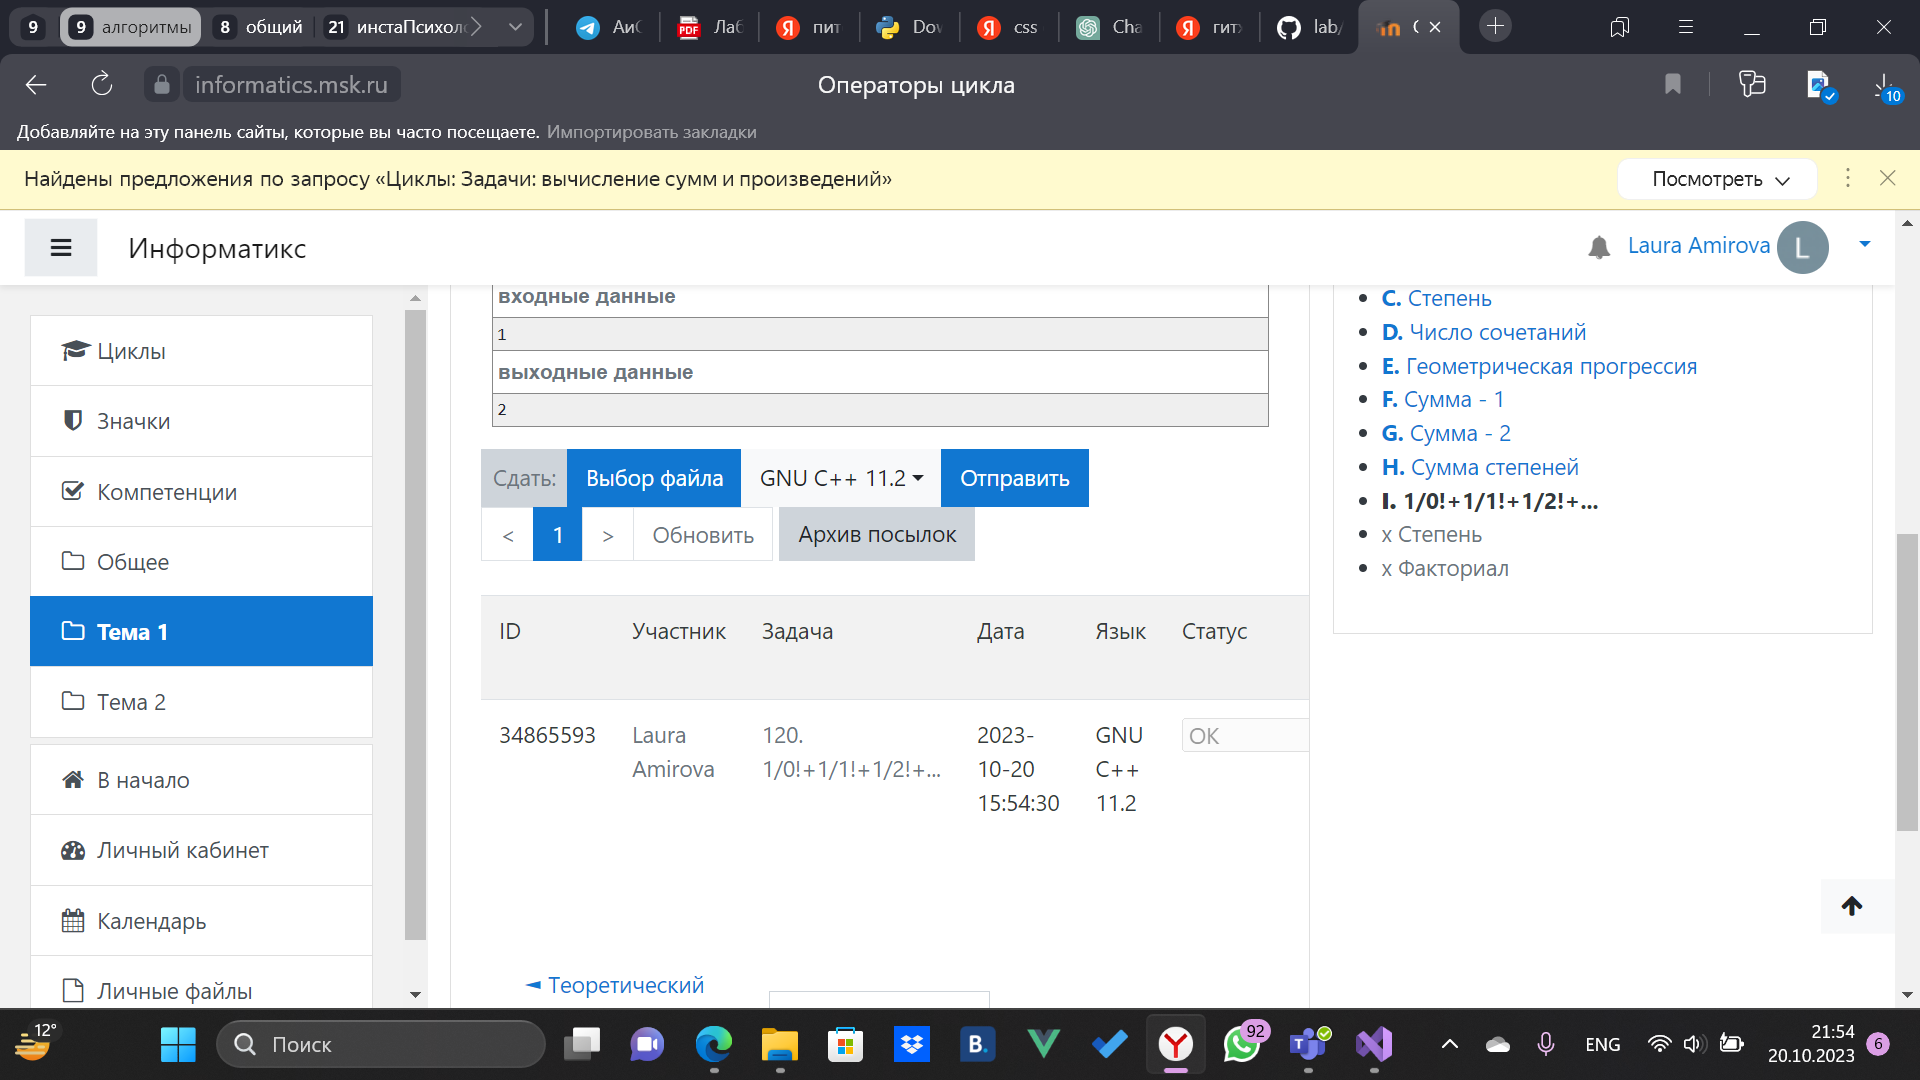 9
9 алгоритмы
8 общий
21 инстаПсихол
АиС
Лаб
пит
Dow
css
Cha
гит
lab/
informatics.msk.ru
Операторы цикла
10
Добавляйте на эту панель сайты, которые вы часто посещаете. Импортировать закладки
Найдены предложения по запросу «Циклы: Задачи: вычисление сумм и произведений»
Посмотреть
Информатикс
Laura Amirova
L
Циклы
Значки
Компетенции
Общее
Тема 1
Тема 2
В начало
Личный кабинет
Календарь
Личные файлы
входные данные
1
выходные данные
2
Сдать: Выбор файла GNU C++ 11.2 Отправить
< 1 > Обновить Архив посылок
ID Участник Задача Дата Язык Статус
34865593 Laura 120. 2023- GNU OK
Amirova 1/0!+1/1!+1/2!+... 10-20 C++
15:54:30 11.2
◄ Теоретический
C. Степень
D. Число сочетаний
E. Геометрическая прогрессия
F. Сумма - 1
G. Сумма - 2
H. Сумма степеней
I. 1/0!+1/1!+1/2!+...
x Степень
x Факториал
12°
Поиск
B.
92
ENG
21:54
20.10.2023
6